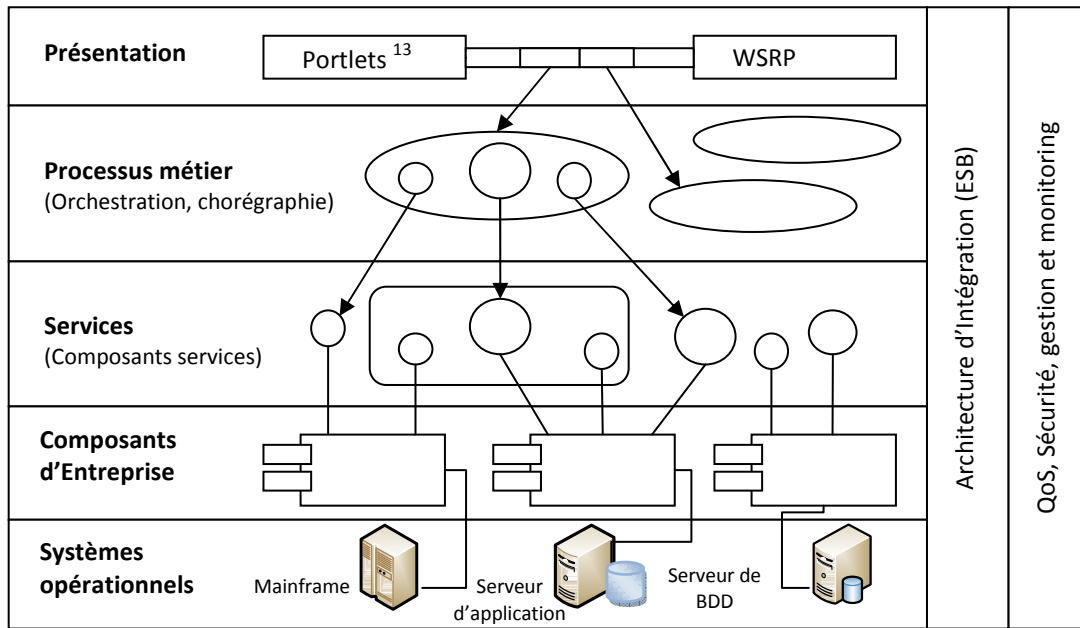 Présentation
Portlets 13
WSRP
Processus métier
(Orchestration, chorégraphie)
Services
(Composants services)
Composants
d’Entreprise
Systèmes
opérationnels
Mainframe
Serveur
d’application
Serveur de
BDD
Architecture d’Intégration (ESB)
QoS, Sécurité, gestion et monitoring